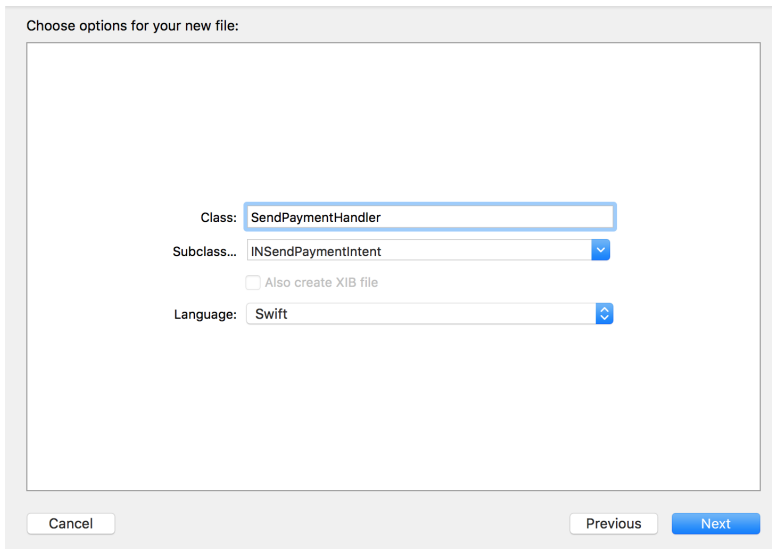 Choose options for your new file:
Class: SendPaymentHandler
Subclass... INSendPaymentIntent
Also create XIB file
Language: Swift
Cancel Previous Next